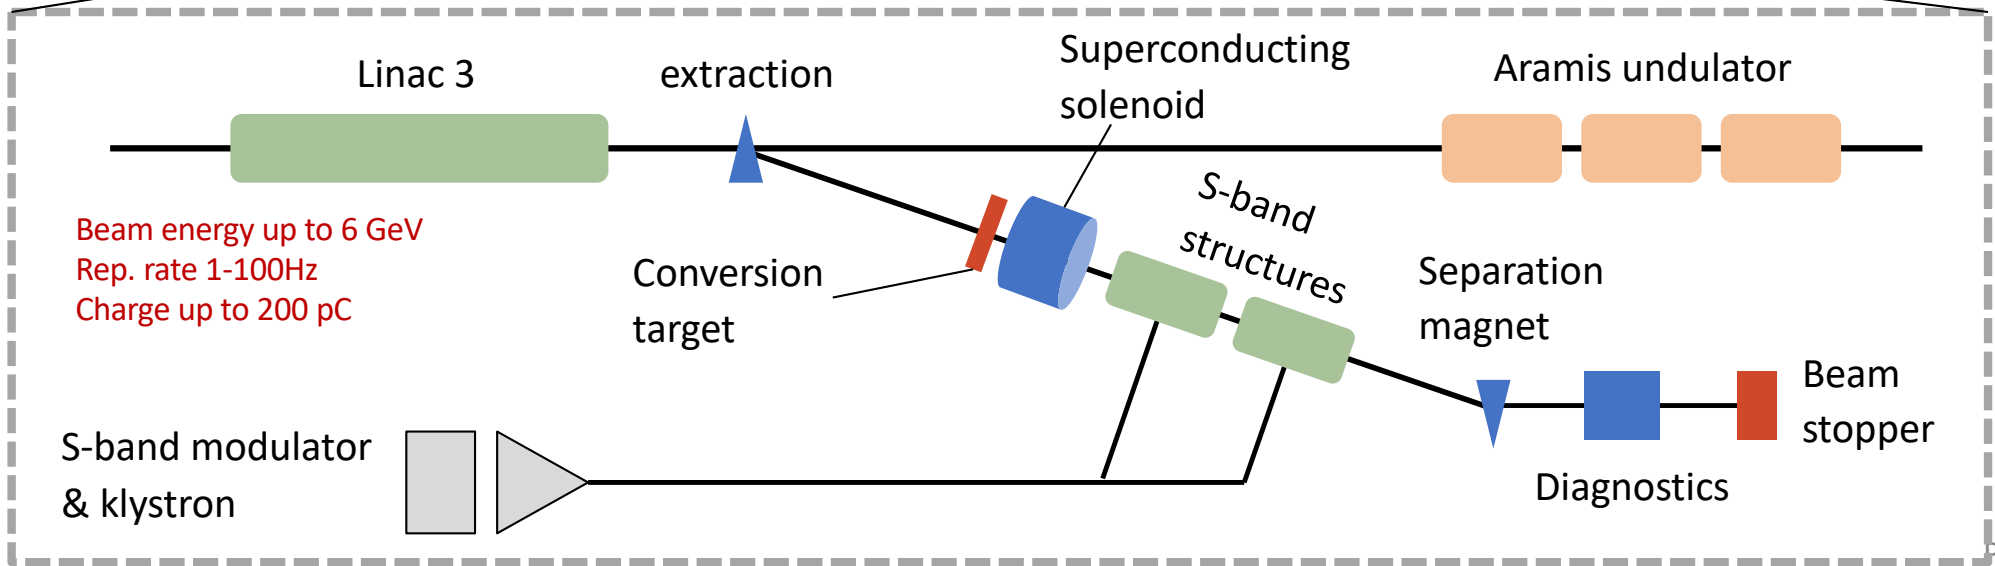 Linac 3
extraction
Superconducting
solenoid
Aramis undulator
Beam energy up to 6 GeV
Rep. rate 1-100Hz
Charge up to 200 pC
Conversion
target
S-band
structures
Separation
magnet
Beam
stopper
S-band modulator
& klystron
Diagnostics